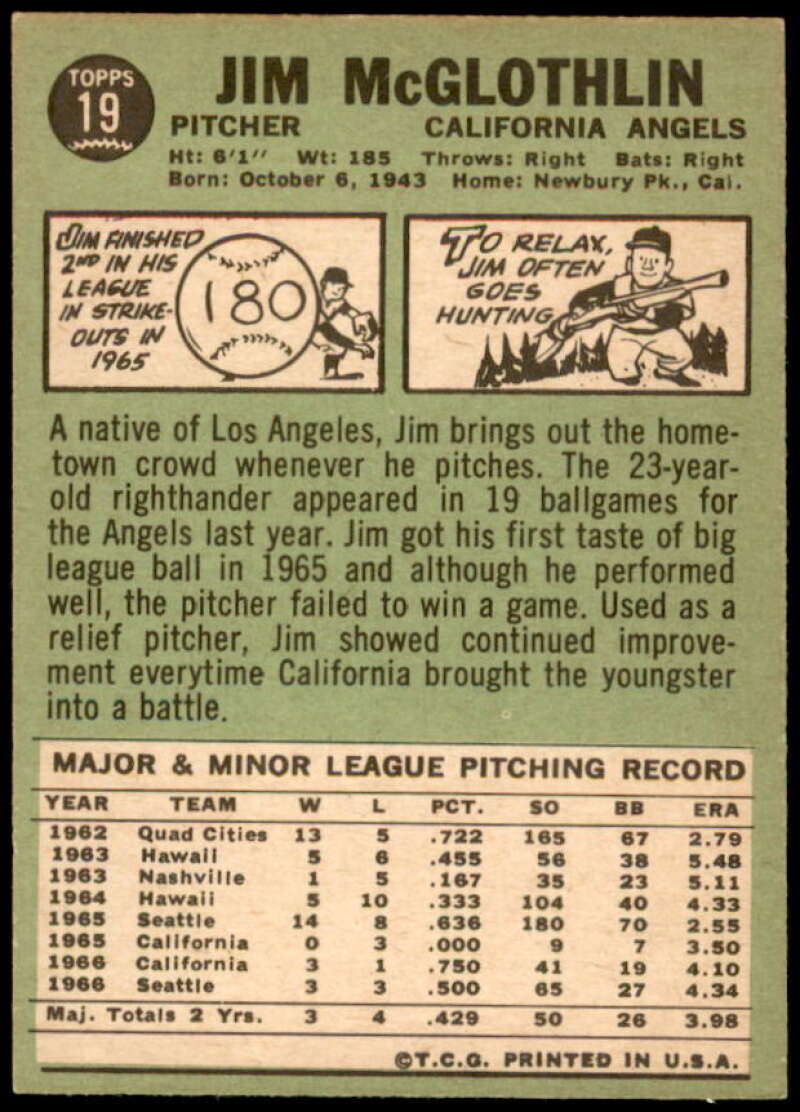 TOPPS
19
JIM McGLOTHLIN
PITCHER CALIFORNIA ANGELS
Ht: 6'1" Wt: 185 Throws: Right Bats: Right
Born: October 6, 1943 Home: Newbury Pk., Cal.
JIM FINISHED
2ND IN HIS
LEAGUE
IN STRIKE-
OUTS IN
1965
180
TO RELAX,
JIM OFTEN
GOES
HUNTING
A native of Los Angeles, Jim brings out the home-
town crowd whenever he pitches. The 23-year-
old righthander appeared in 19 ballgames for
the Angels last year. Jim got his first taste of big
league ball in 1965 and although he performed
well, the pitcher failed to win a game. Used as a
relief pitcher, Jim showed continued improve-
ment everytime California brought the youngster
into a battle.
MAJOR & MINOR LEAGUE PITCHING RECORD
YEAR TEAM W L PCT. SO BB ERA
1962 Quad Cities 13 5 .722 165 67 2.79
1963 Hawaii 5 6 .455 56 38 5.48
1963 Nashville 1 5 .167 35 23 5.11
1964 Hawaii 5 10 .333 104 40 4.33
1965 Seattle 14 8 .636 180 70 2.55
1965 California 0 3 .000 9 7 3.50
1966 California 3 1 .750 41 19 4.10
1966 Seattle 3 3 .500 65 27 4.34
Maj. Totals 2 Yrs. 3 4 .429 50 26 3.98
©T.C.G. PRINTED IN U.S.A.